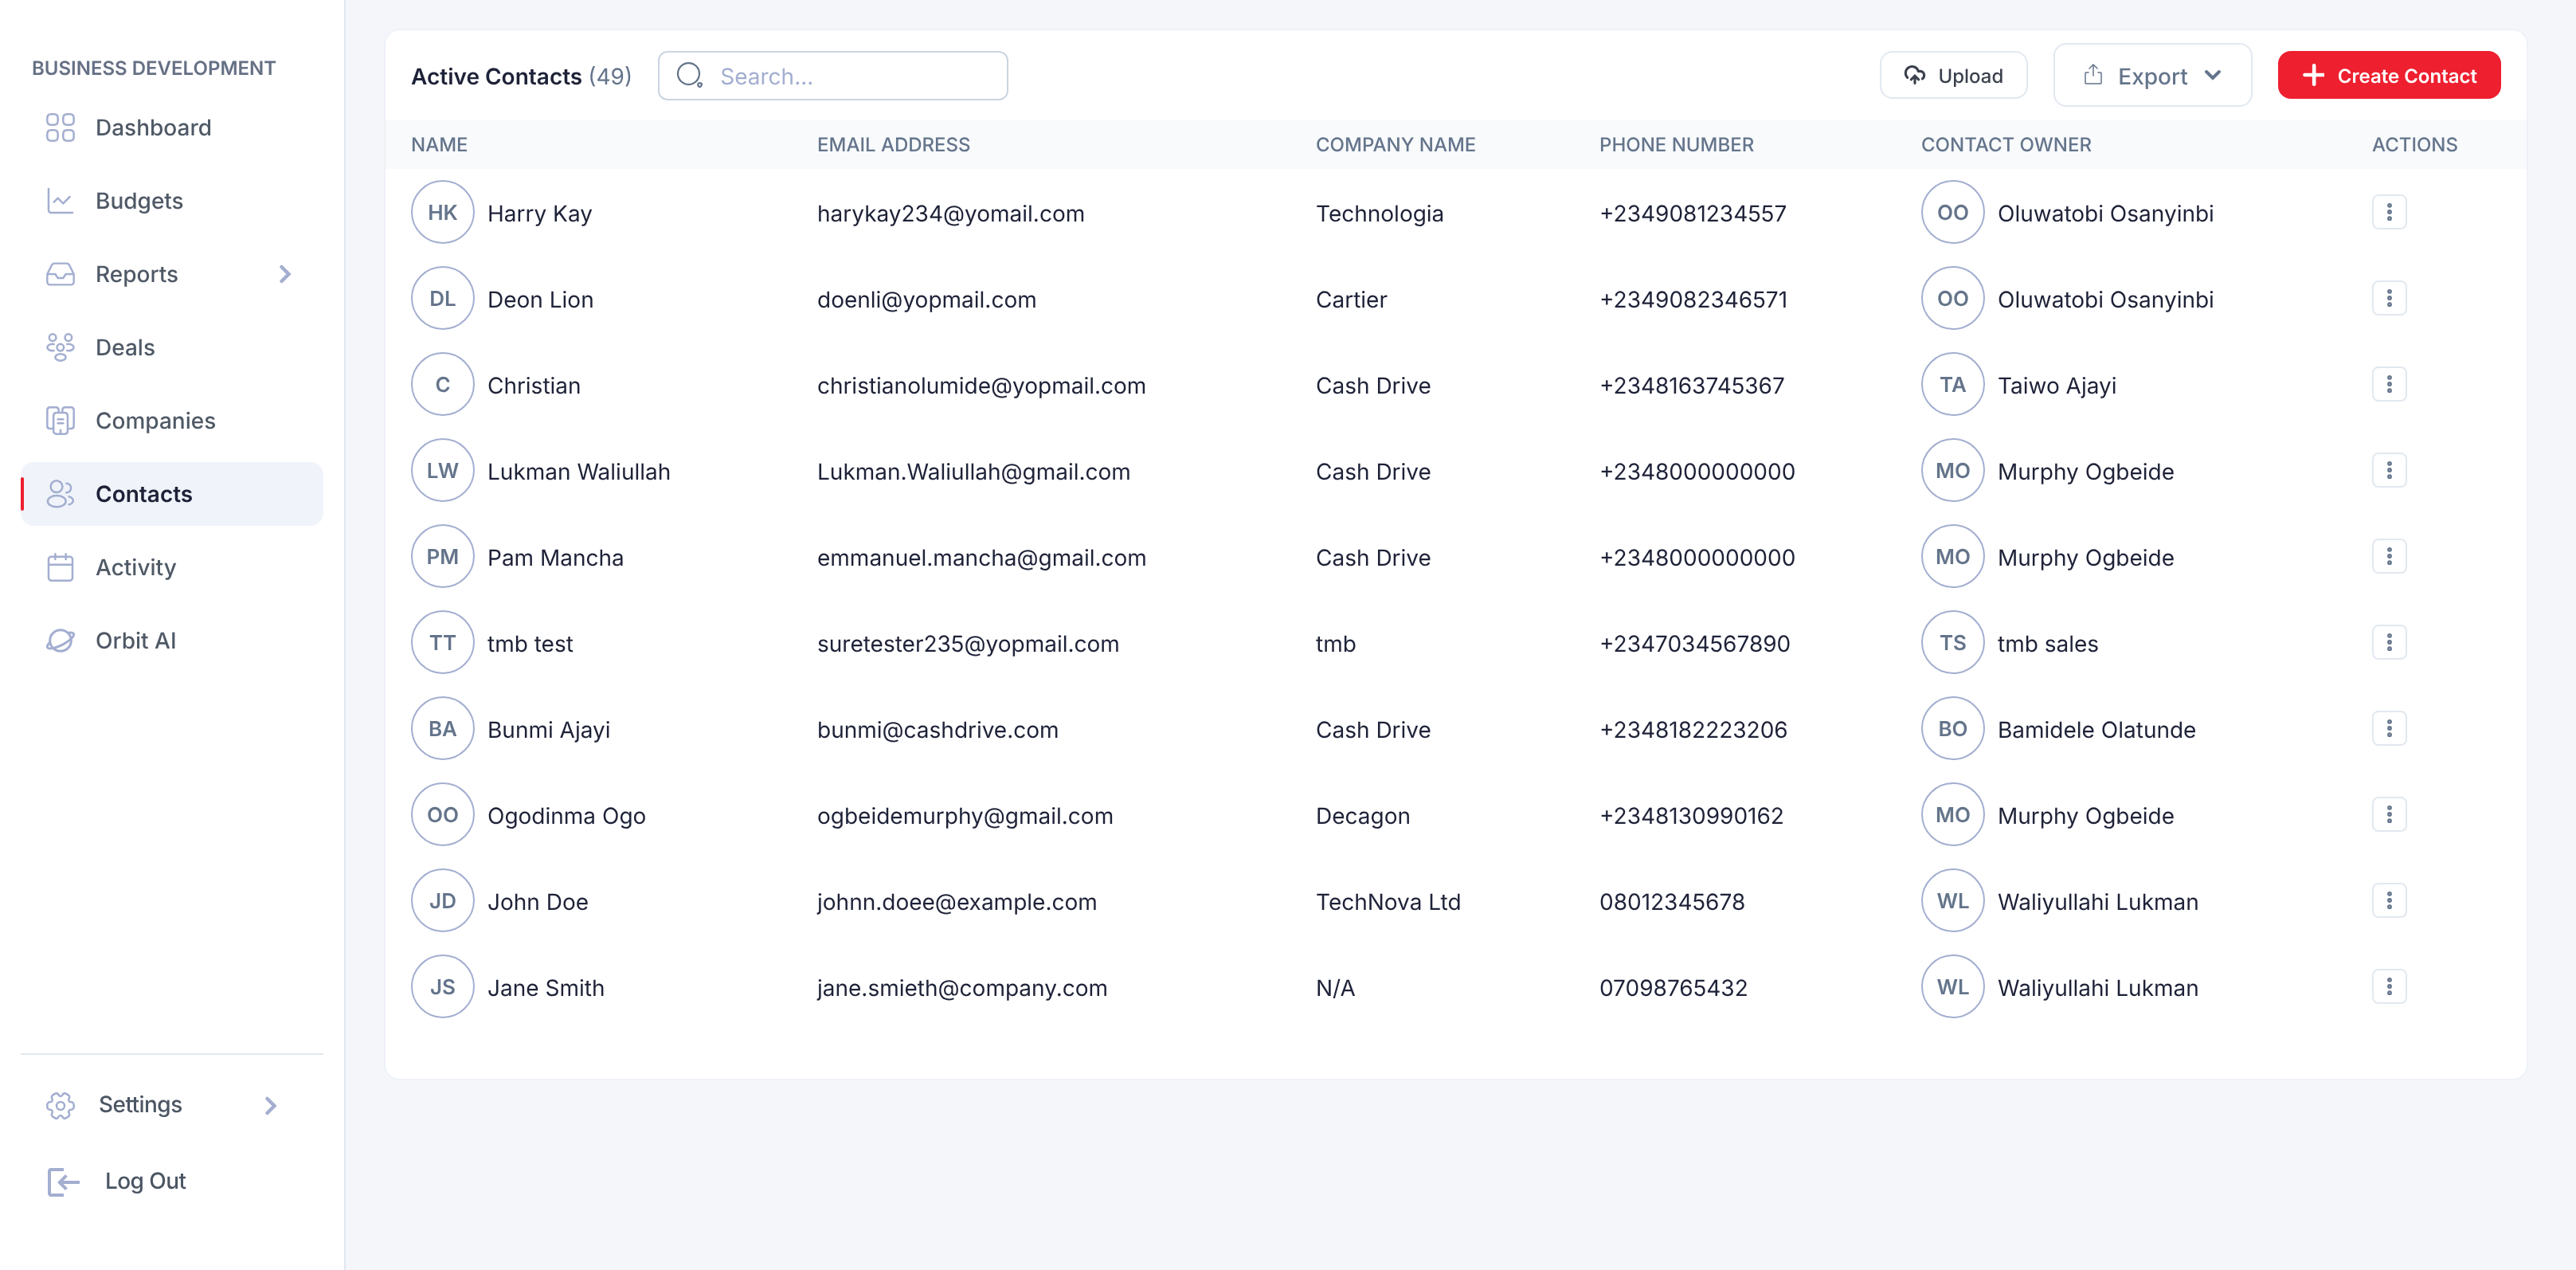 BUSINESS DEVELOPMENT
Dashboard
Budgets
Reports
Deals
Companies
Contacts
Activity
Orbit AI
Settings
Log Out
Active Contacts (49) Search... Upload Export Create Contact
NAME EMAIL ADDRESS COMPANY NAME PHONE NUMBER CONTACT OWNER ACTIONS
HK Harry Kay harykay234@yomail.com Technologia +2349081234557 OO Oluwatobi Osanyinbi
DL Deon Lion doenli@yopmail.com Cartier +2349082346571 OO Oluwatobi Osanyinbi
C Christian christianolumide@yopmail.com Cash Drive +2348163745367 TA Taiwo Ajayi
LW Lukman Waliullah Lukman.Waliullah@gmail.com Cash Drive +2348000000000 MO Murphy Ogbeide
PM Pam Mancha emmanuel.mancha@gmail.com Cash Drive +2348000000000 MO Murphy Ogbeide
TT tmb test suretester235@yopmail.com tmb +2347034567890 TS tmb sales
BA Bunmi Ajayi bunmi@cashdrive.com Cash Drive +2348182223206 BO Bamidele Olatunde
OO Ogodinma Ogo ogbeidemurphy@gmail.com Decagon +2348130990162 MO Murphy Ogbeide
JD John Doe johnn.doee@example.com TechNova Ltd 08012345678 WL Waliyullahi Lukman
JS Jane Smith jane.smieth@company.com N/A 07098765432 WL Waliyullahi Lukman